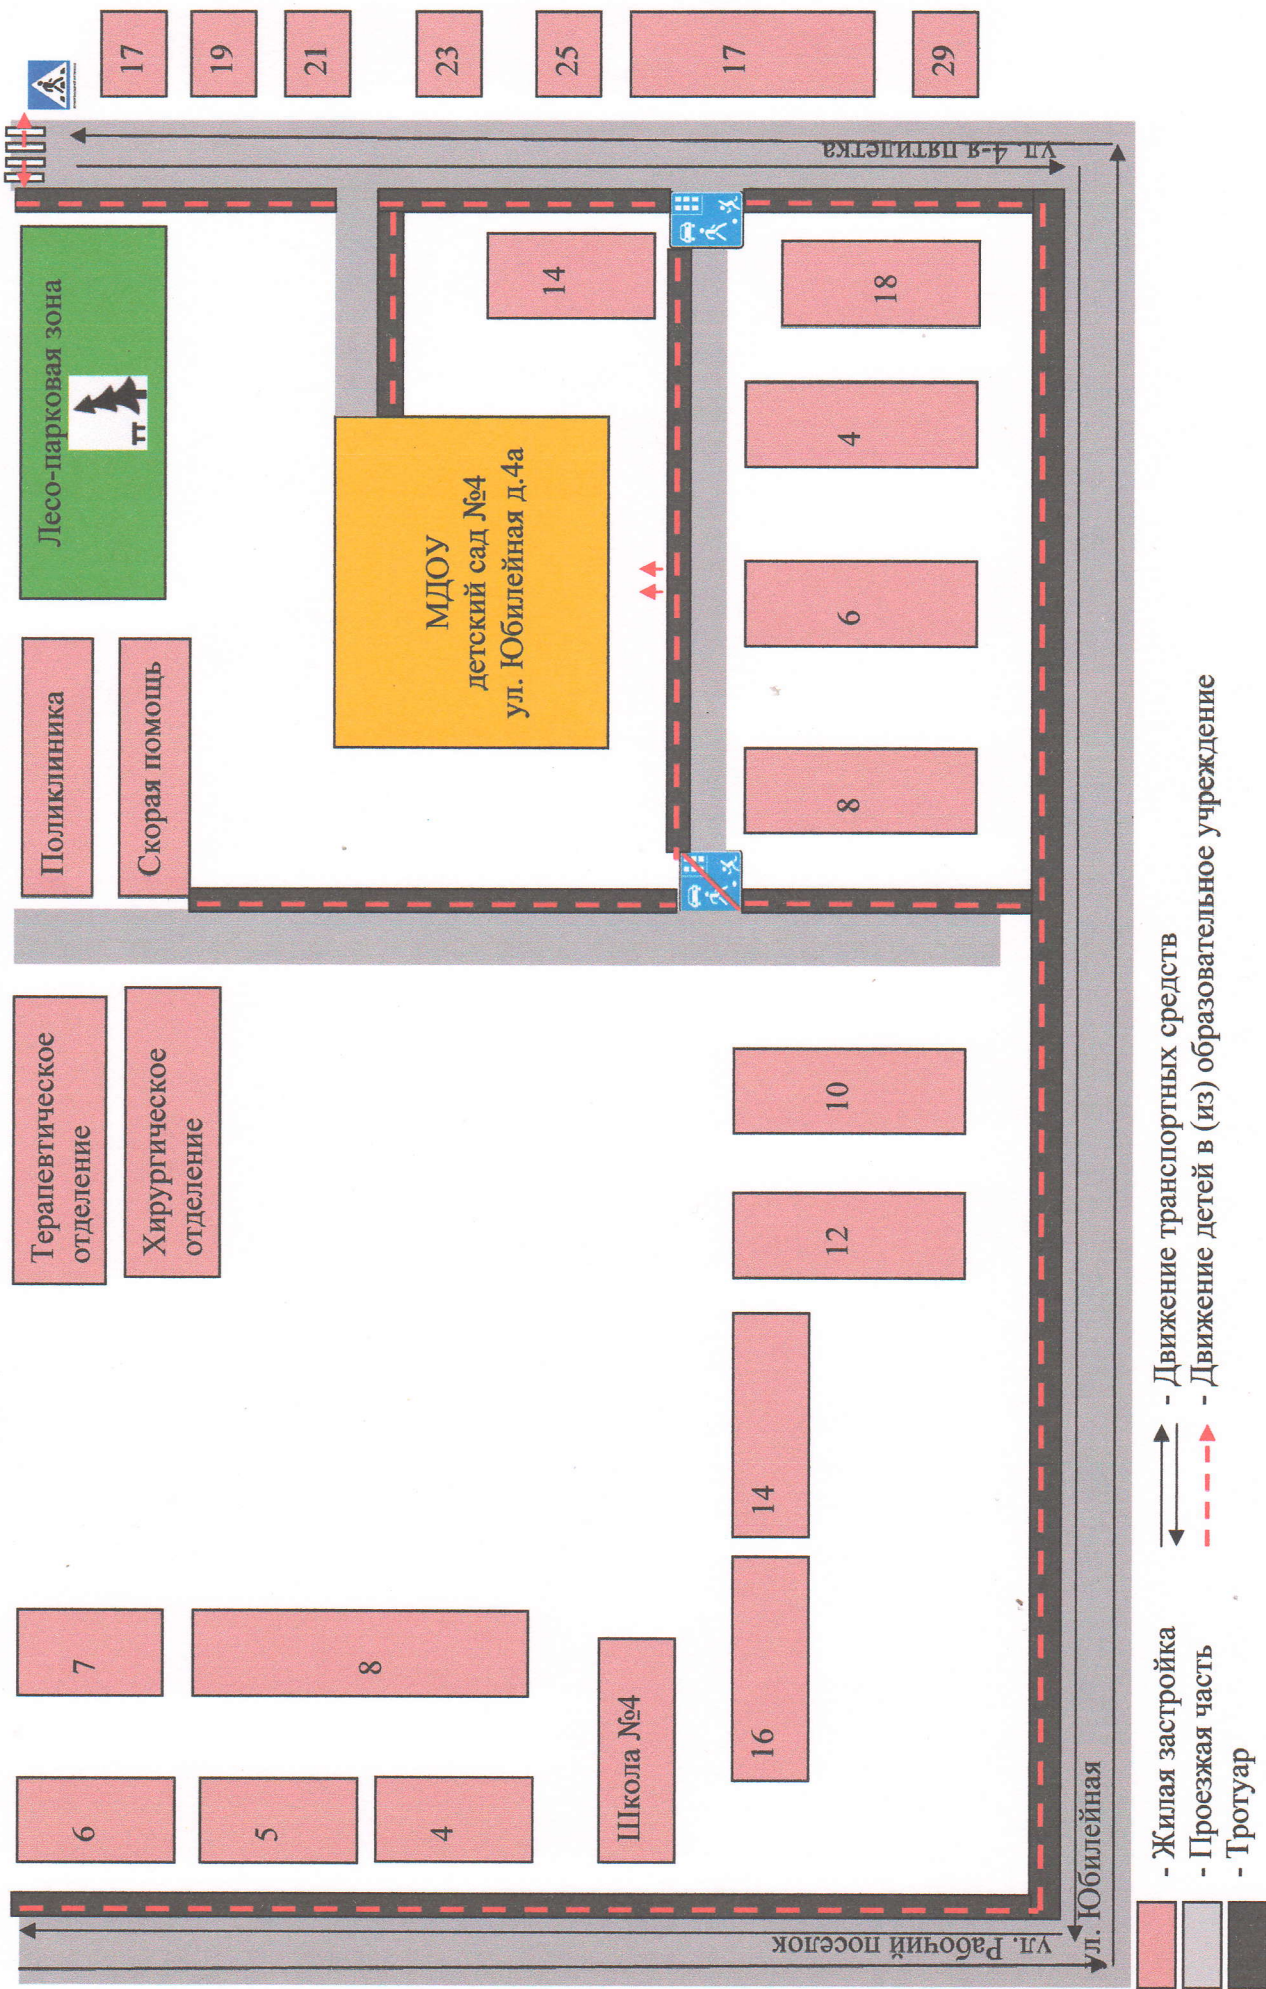 Терапевтическое
отделение
Хирургическое
отделение
Поликлиника
Скорая помощь
Лесо-парковая зона
6
5
4
7
8
Школа №4
16
14
12
10
8
6
4
18
14
МДОУ
детский сад №4
ул. Юбилейная д.4а
17
19
21
23
25
17
29
ул. Рабочий поселок
ул. Юбилейная
ул. 4-я пятилетка
- Жилая застройка
- Проезжая часть
- Тротуар
- Движение транспортных средств
- Движение детей в (из) образовательное учреждение